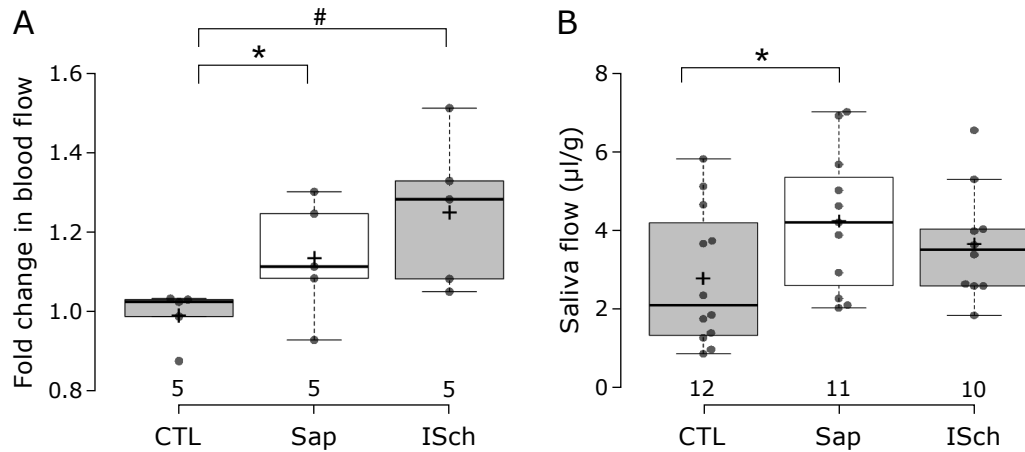 A
#
*
Fold change in blood flow
1.6
1.4
1.2
1.0
0.8
5 5 5
CTL Sap ISch
B
*
Saliva flow (µl/g)
8
6
4
2
0
12 11 10
CTL Sap ISch